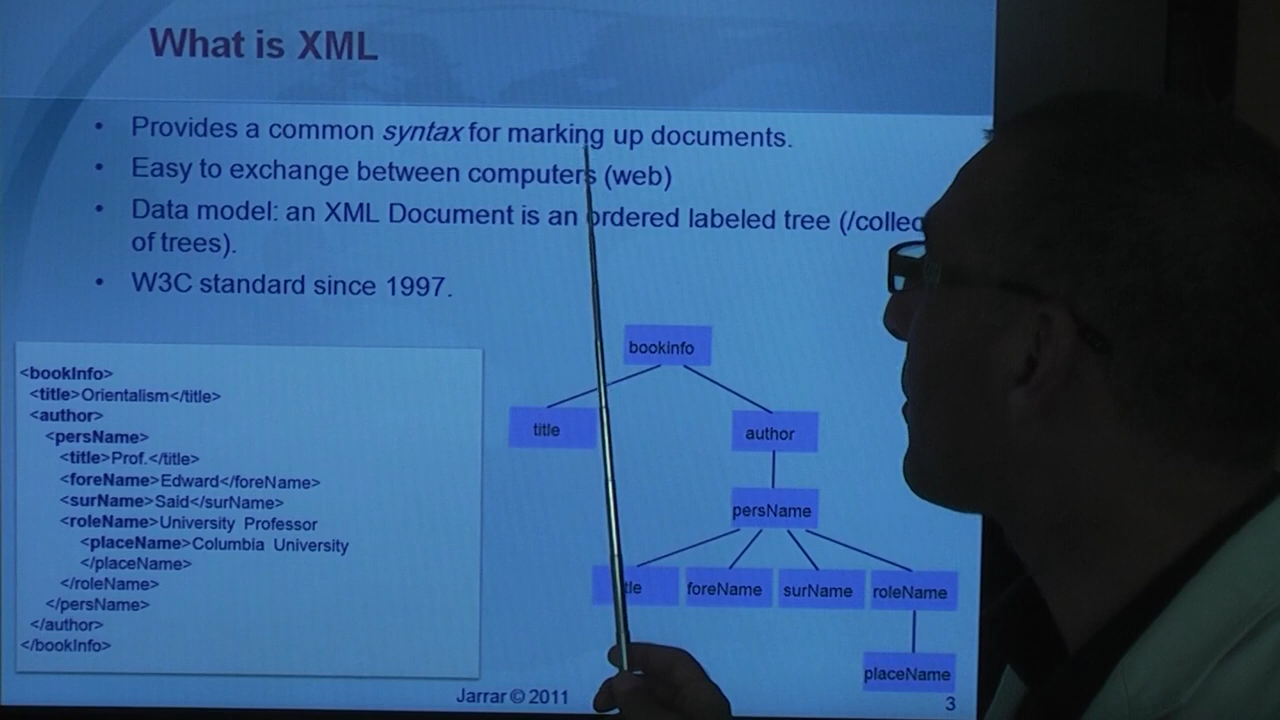 What is XML
• Provides a common syntax for marking up documents.
• Easy to exchange between computers (web)
• Data model: an XML Document is an ordered labeled tree (/collec
of trees).
• W3C standard since 1997.
<bookInfo>
<title>Orientalism</title>
<author>
<persName>
<title>Prof.</title>
<foreName>Edward</foreName>
<surName>Said</surName>
<roleName>University Professor
<placeName>Columbia University
</placeName>
</roleName>
</persName>
</author>
</bookInfo>
bookinfo
title
author
persName
tle
foreName
surName
roleName
placeName
Jarrar © 2011
3